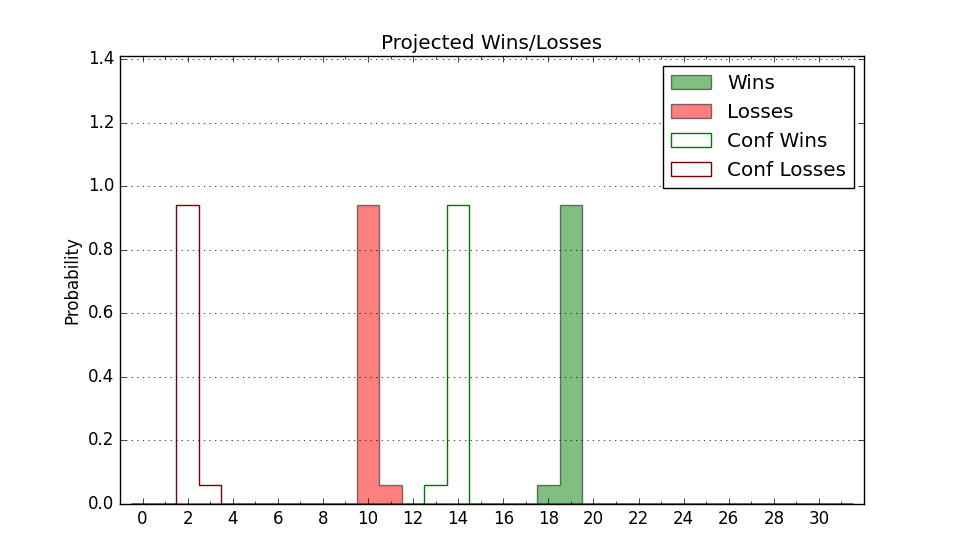 Projected Wins/Losses
1.4
1.2
1.0
0.8
0.6
0.4
0.2
0.0
Probability
Wins
Losses
Conf Wins
Conf Losses
0 2 4 6 8 10 12 14 16 18 20 22 24 26 28 30